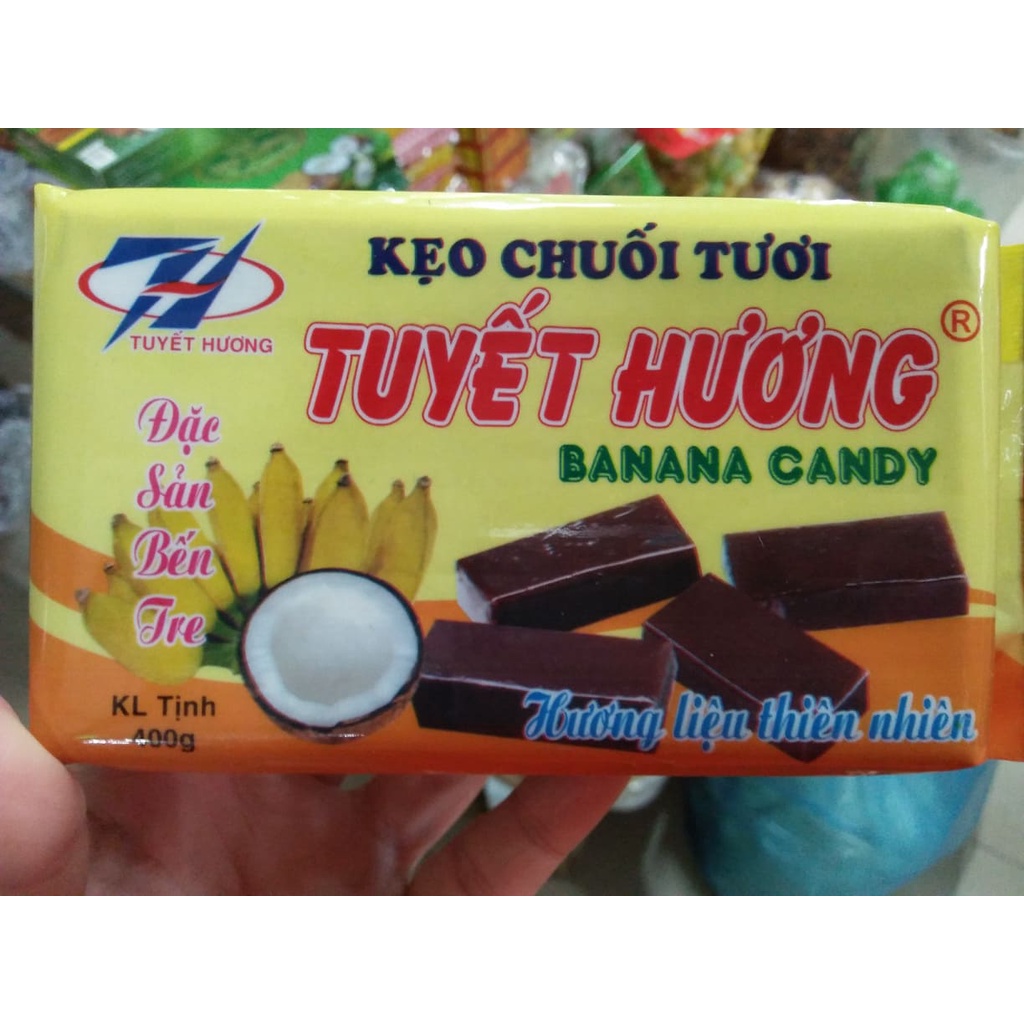 KẸO CHUỐI TƯƠI
TUYẾT HƯƠNG
TUYẾT HƯƠNG ®
BANANA CANDY
Đặc
Sản
Bến
Tre
KL Tịnh
400g
Hương liệu thiên nhiên